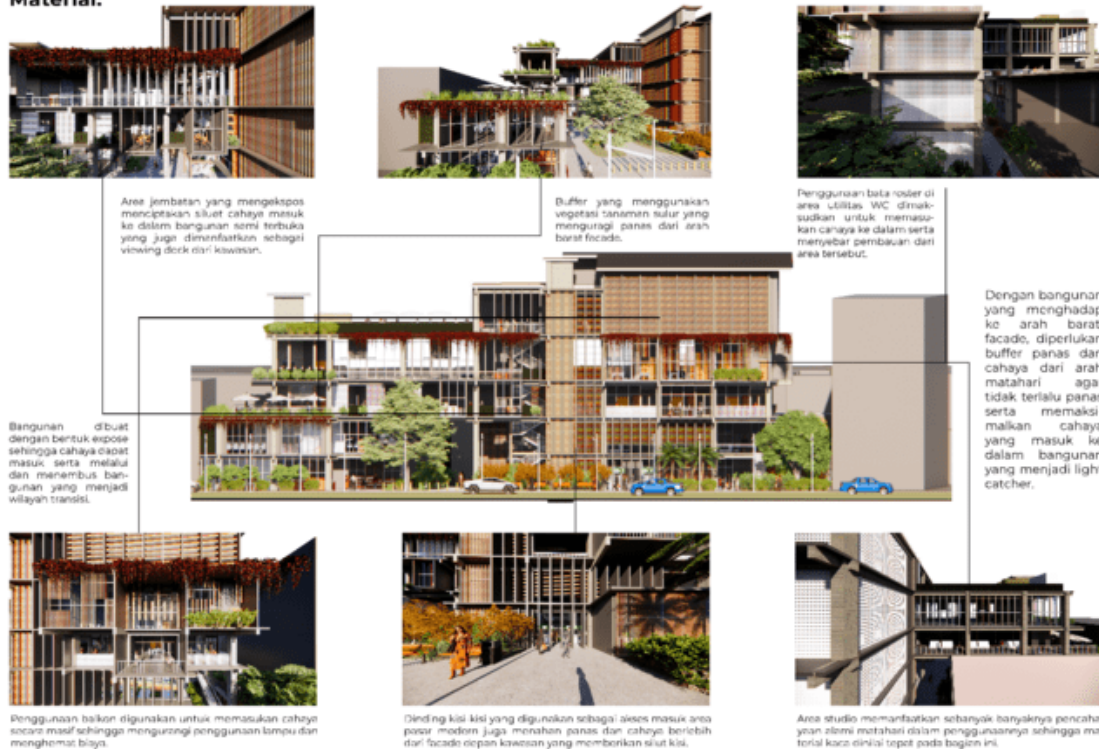 Material.
Area jembatan yang mengekspos
menciptakan siluet cahaya masuk
ke dalam bangunan semi terbuka
yang juga dimanfaatkan sebagai
viewing deck dari kawasan.
Buffer yang menggunakan
vegetasi tanaman sulur yang
mengurangi panas dari arah
barat facade.
Penggunaan bata roster di
area utilitas WC dimak-
sudkan untuk memasu-
kan cahaya ke dalam serta
menyebar pembauan dari
area tersebut.
Dengan bangunan
yang menghadap
ke arah barat
facade, diperlukan
buffer panas dan
cahaya dari arah
matahari aga
tidak terlalu panas
serta memaksi
malkan cahaya
yang masuk ke
dalam bangunan
yang menjadi light
catcher.
Bangunan dibuat
dengan bentuk expose
sehingga cahaya dapat
masuk serta melalui
dan menembus ban-
gunan yang menjadi
wilayah transisi.
Penggunaan balkon digunakan untuk memasukan cahaya
secara masif sehingga mengurangi penggunaan lampu dan
menghemat biaya.
Dinding kisi kisi yang digunakan sebagai akses masuk area
pasar modern juga menahan panas dan cahaya berlebih
dari facade depan kawasan yang memberikan silut kisi.
Area studio memanfaatkan sebanyak banyaknya pencaha-
yaan alami matahari dalam penggunaannya sehingga ma-
terial kaca dinilai tepat pada bagian ini.